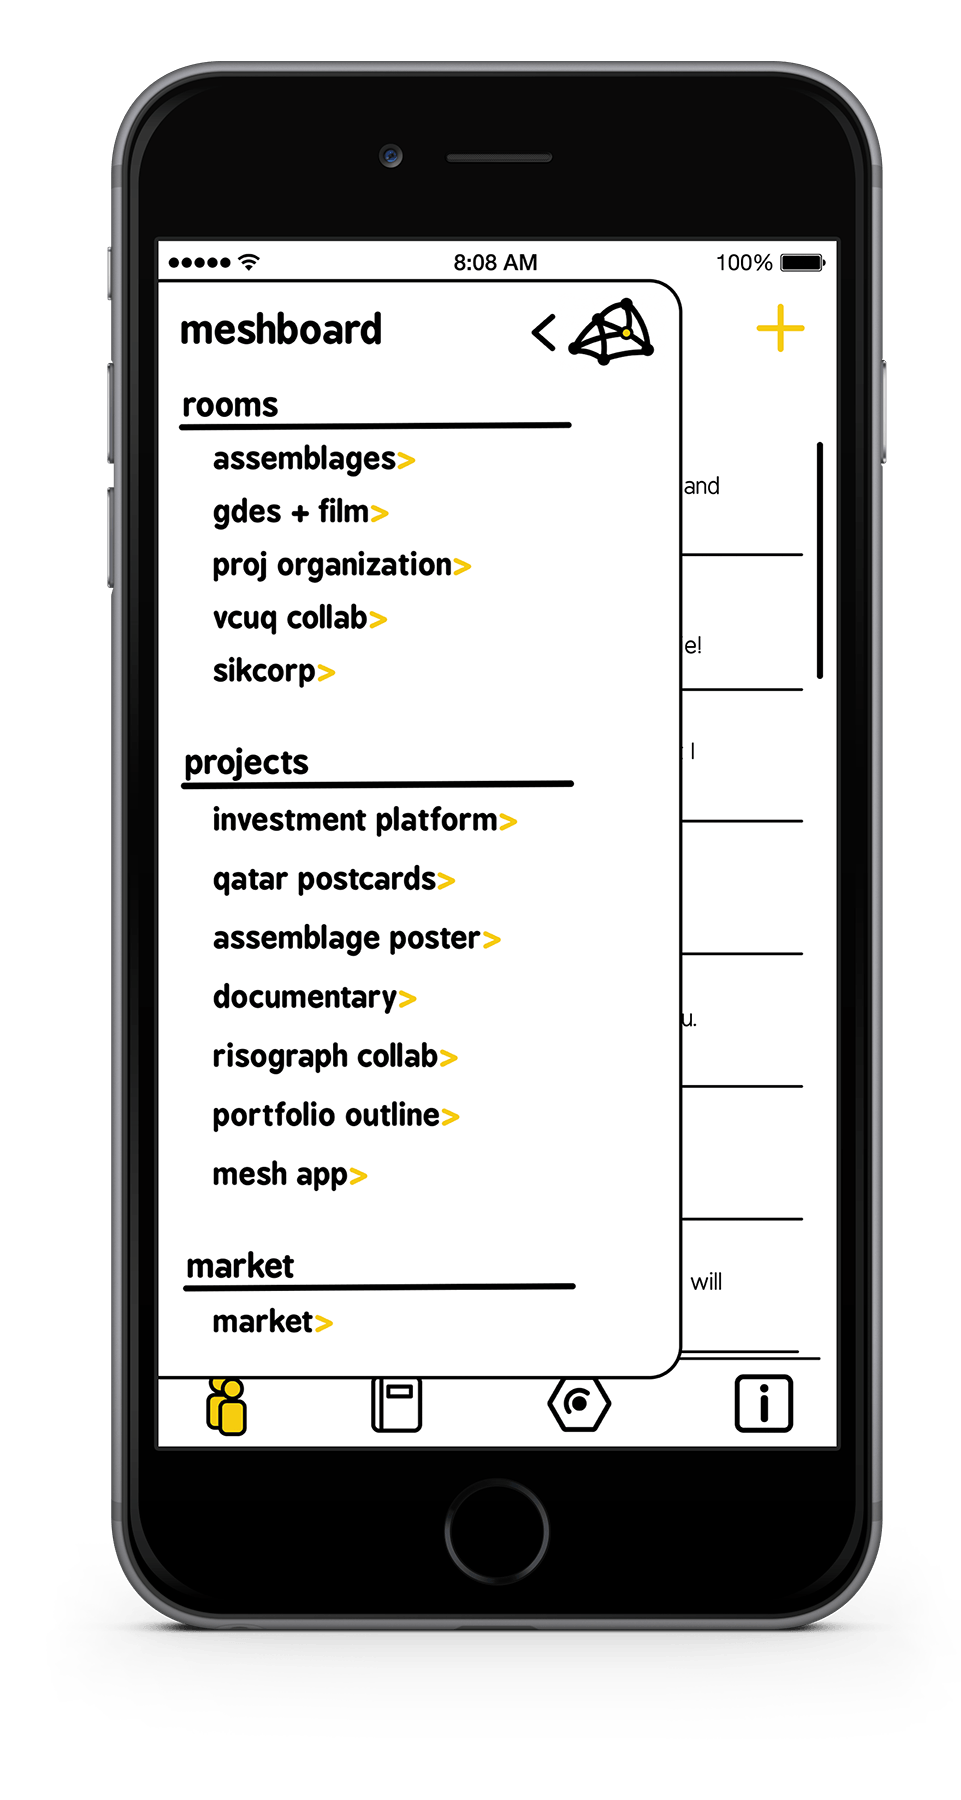 8:08 AM 100%
meshboard <
rooms
assemblages>
gdes + film>
proj organization>
vcuq collab>
sikcorp>
projects
investment platform>
qatar postcards>
assemblage poster>
documentary>
risograph collab>
portfolio outline>
mesh app>
market
market>
and
e!
I
u.
will